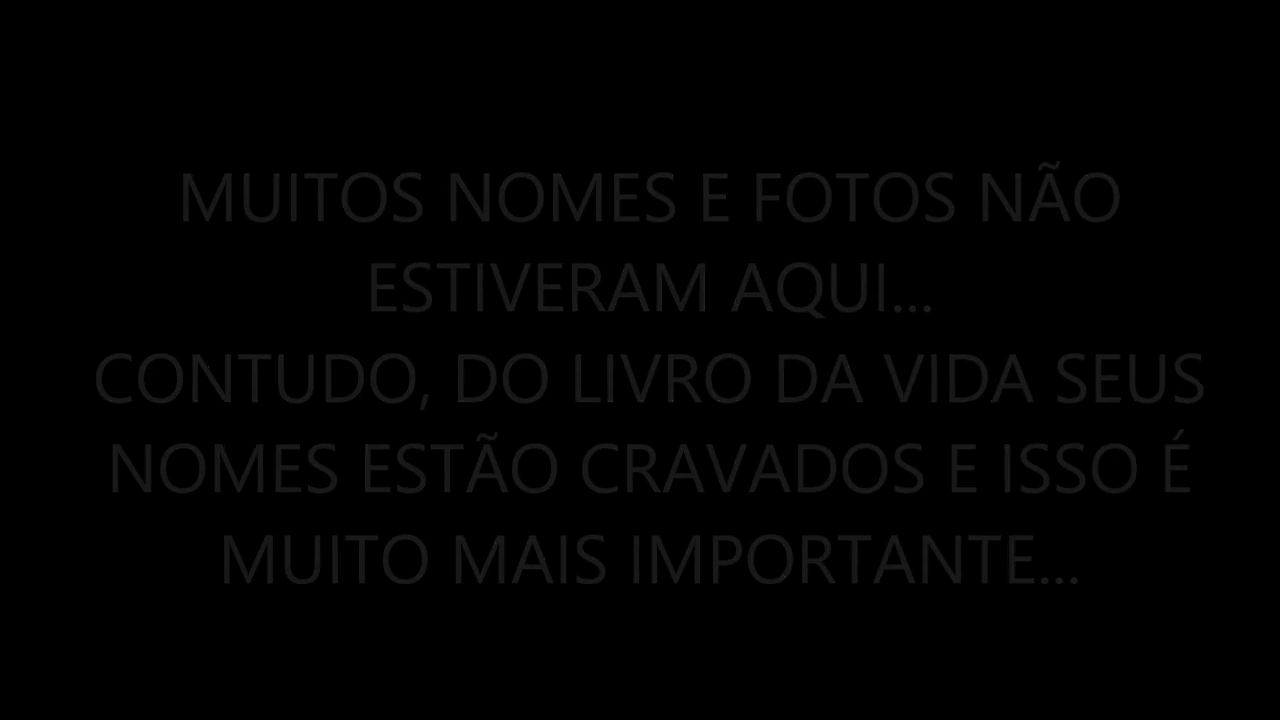 MUITOS NOMES E FOTOS NÃO
ESTIVERAM AQUI...
CONTUDO, DO LIVRO DA VIDA SEUS
NOMES ESTÃO CRAVADOS E ISSO É
MUITO MAIS IMPORTANTE...